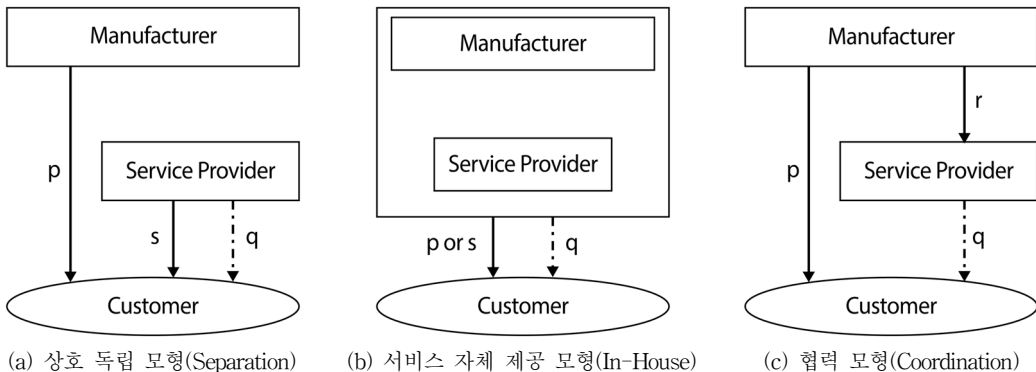 Manufacturer
p
Service Provider
s
q
Customer
(a) 상호 독립 모형(Separation)
Manufacturer
Service Provider
p or s
q
Customer
(b) 서비스 자체 제공 모형(In-House)
Manufacturer
r
p
Service Provider
q
Customer
(c) 협력 모형(Coordination)